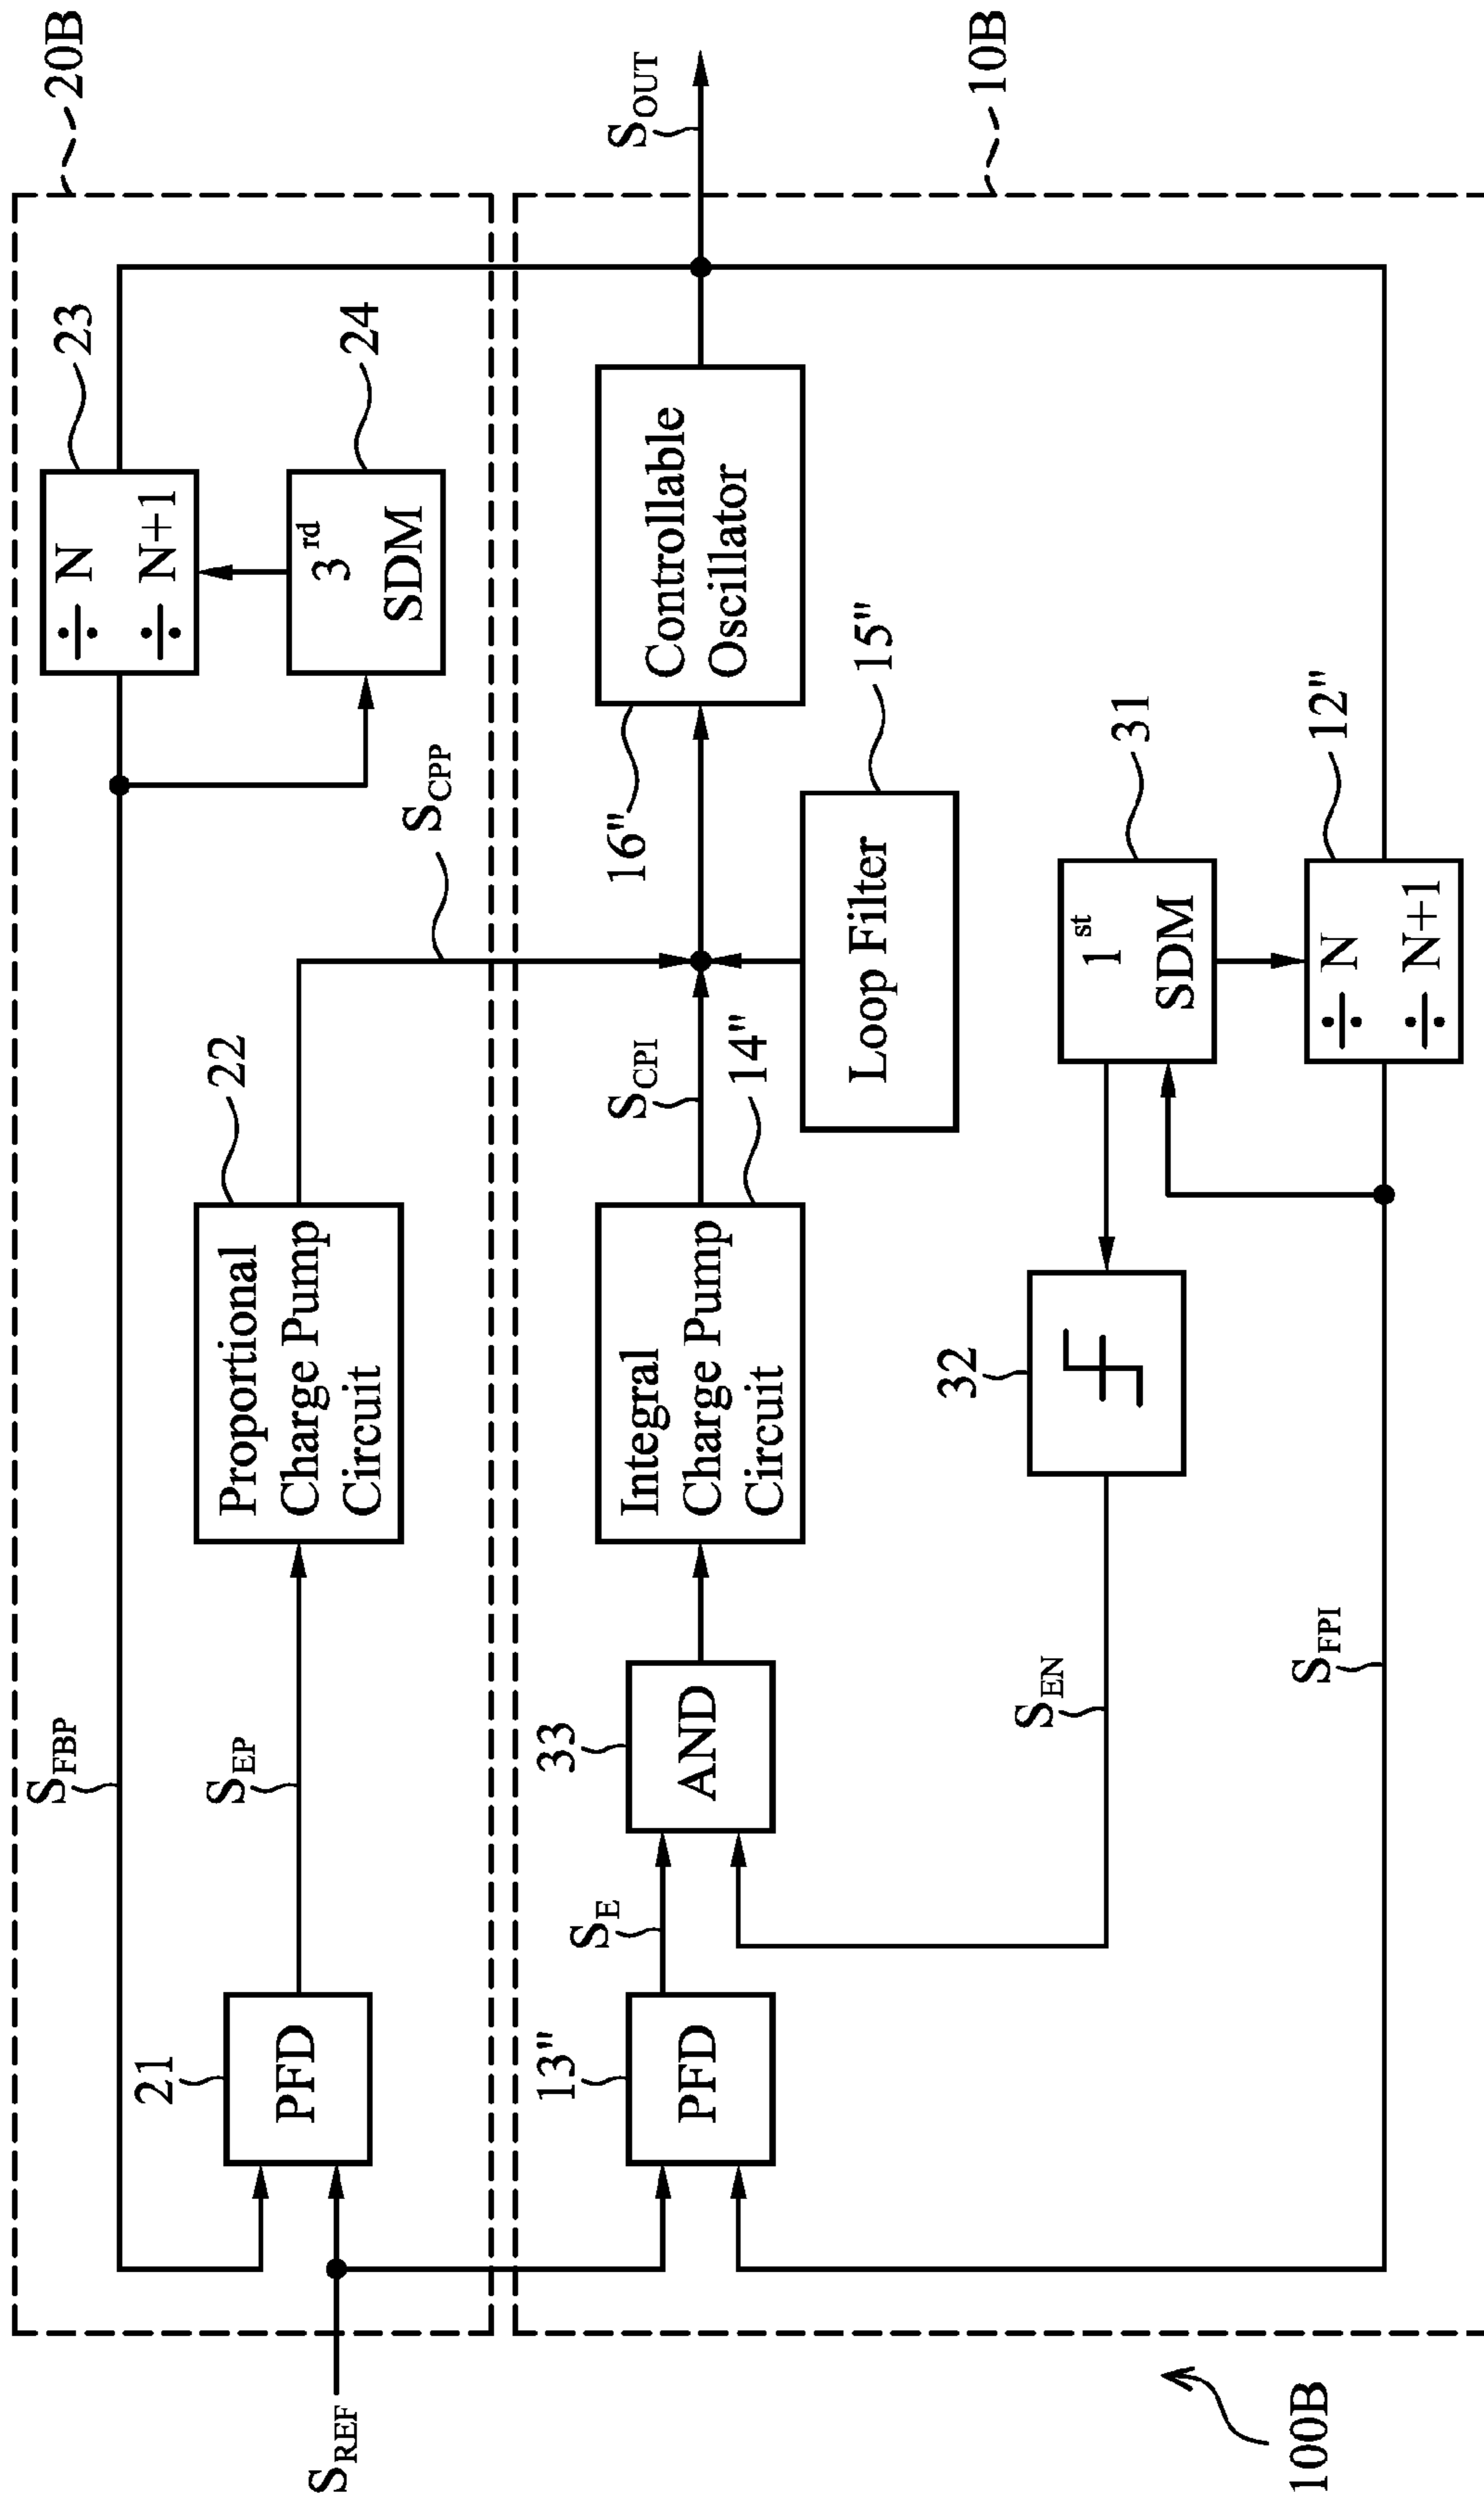 20B
S_FBP
23
÷ N
÷ N+1
21
PFD
S_EP
22
Proportional
Charge Pump
Circuit
24
3rd
SDM
S_REF
S_CPP
13"
PFD
S_E
33
AND
Integral
Charge Pump
Circuit
S_CPI
14"
16"
Controllable
Oscillator
S_OUT
Loop Filter
15"
10B
32
S_EN
1st
SDM
31
S_FPI
÷ N
÷ N+1
12"
100B